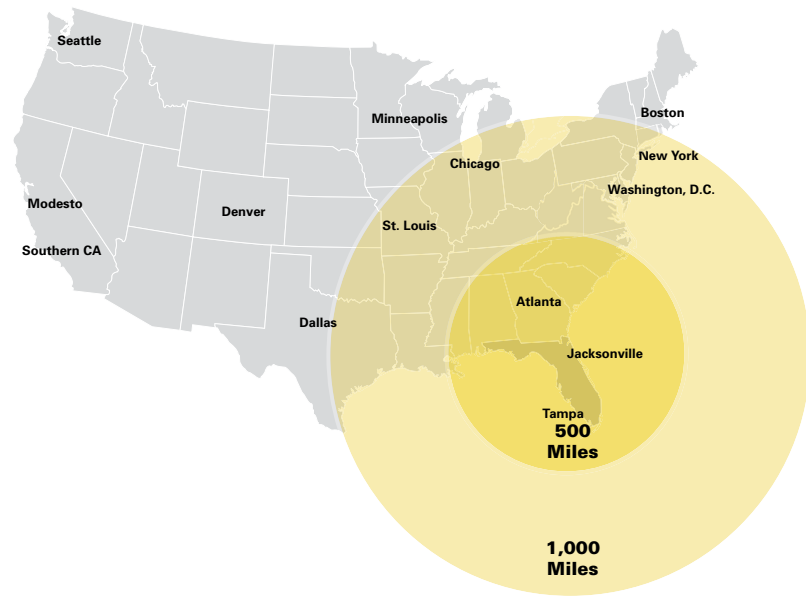 Seattle
Minneapolis
Boston
Chicago
New York
Washington, D.C.
Modesto
Denver
St. Louis
Southern CA
Atlanta
Dallas
Jacksonville
Tampa
500
Miles
1,000
Miles